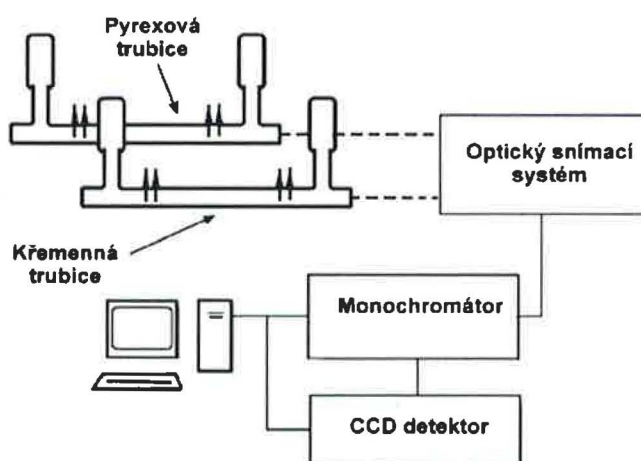 Pyrexová
trubice
Optický snímací
systém
Křemenná
trubice
Monochromátor
CCD detektor